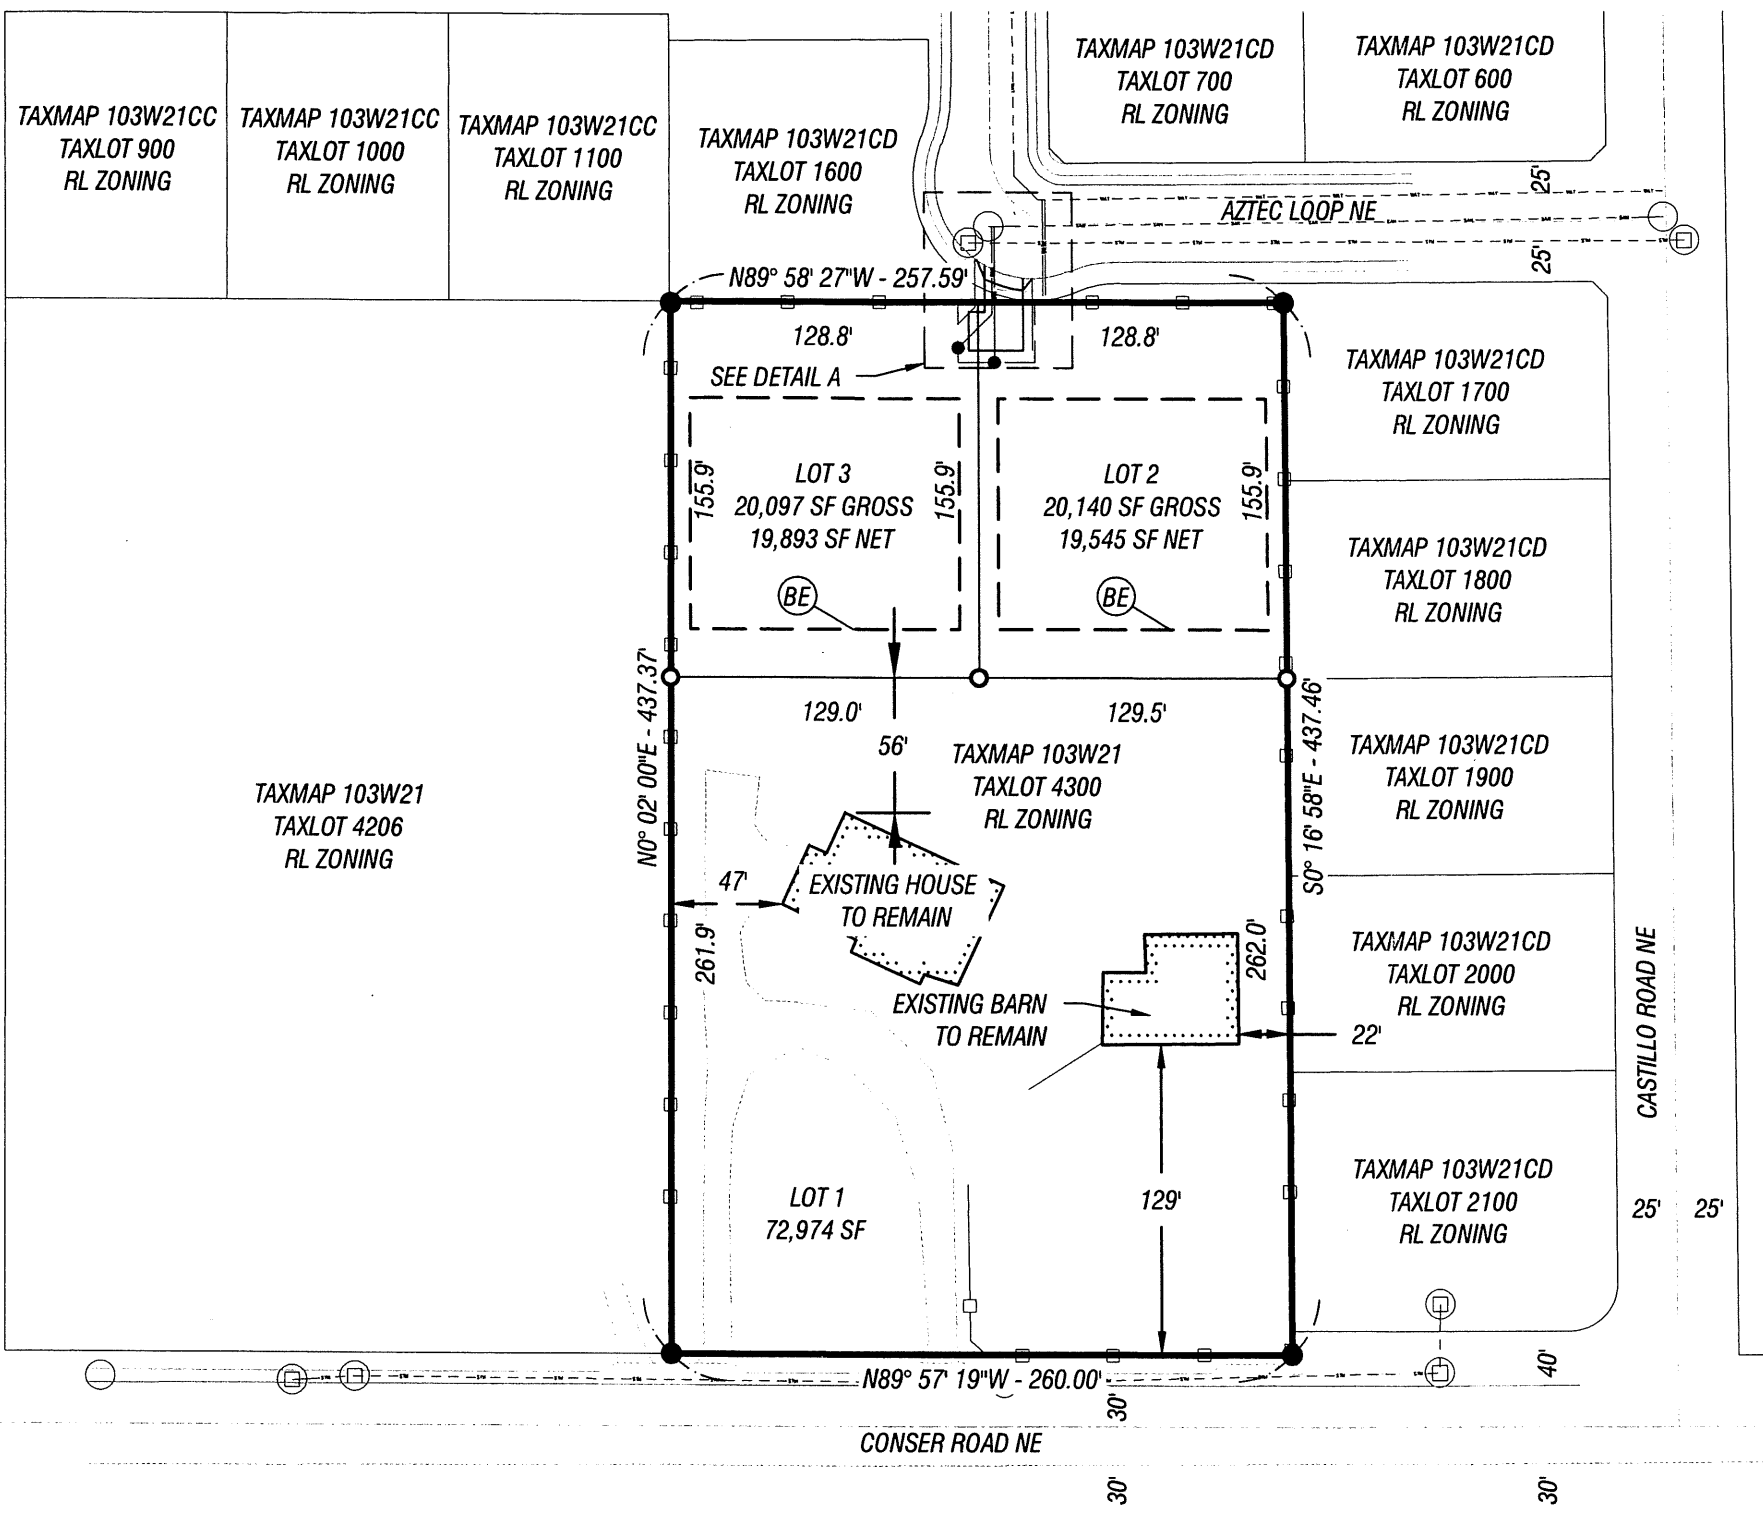 TAXMAP 103W21CC
TAXLOT 900
RL ZONING
TAXMAP 103W21CC
TAXLOT 1000
RL ZONING
TAXMAP 103W21CC
TAXLOT 1100
RL ZONING
TAXMAP 103W21CD
TAXLOT 1600
RL ZONING
TAXMAP 103W21CD
TAXLOT 700
RL ZONING
TAXMAP 103W21CD
TAXLOT 600
RL ZONING
25'
AZTEC LOOP NE
25'
N89° 58' 27"W - 257.59'
128.8'
128.8'
SEE DETAIL A
TAXMAP 103W21CD
TAXLOT 1700
RL ZONING
155.9'
LOT 3
20,097 SF GROSS
19,893 SF NET
155.9'
BE
LOT 2
20,140 SF GROSS
19,545 SF NET
155.9'
BE
TAXMAP 103W21CD
TAXLOT 1800
RL ZONING
N0° 02' 00"E - 437.37'
129.0'
129.5'
56'
TAXMAP 103W21
TAXLOT 4300
RL ZONING
S0° 16' 58"E - 437.46'
TAXMAP 103W21CD
TAXLOT 1900
RL ZONING
TAXMAP 103W21
TAXLOT 4206
RL ZONING
47'
EXISTING HOUSE
TO REMAIN
261.9'
262.0'
EXISTING BARN
TO REMAIN
22'
TAXMAP 103W21CD
TAXLOT 2000
RL ZONING
CASTILLO ROAD NE
LOT 1
72,974 SF
129'
TAXMAP 103W21CD
TAXLOT 2100
RL ZONING
25'
25'
N89° 57' 19"W - 260.00'
40'
30'
CONSER ROAD NE
30'
30'